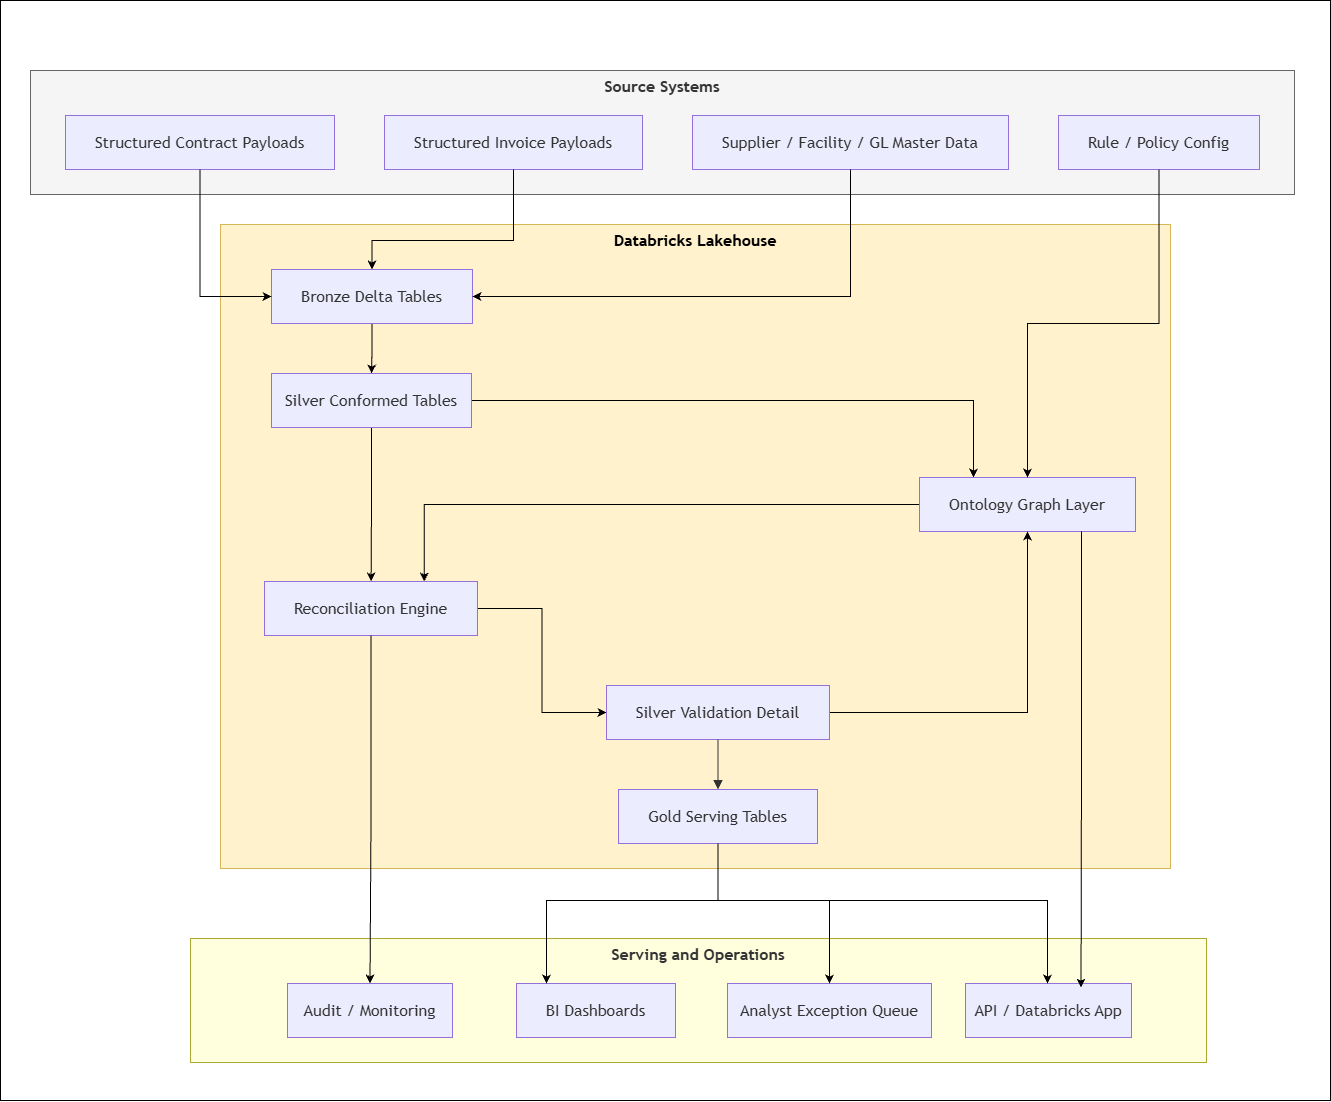 Source Systems
Structured Contract Payloads
Structured Invoice Payloads
Supplier / Facility / GL Master Data
Rule / Policy Config
Databricks Lakehouse
Bronze Delta Tables
Silver Conformed Tables
Ontology Graph Layer
Reconciliation Engine
Silver Validation Detail
Gold Serving Tables
Serving and Operations
Audit / Monitoring
BI Dashboards
Analyst Exception Queue
API / Databricks App